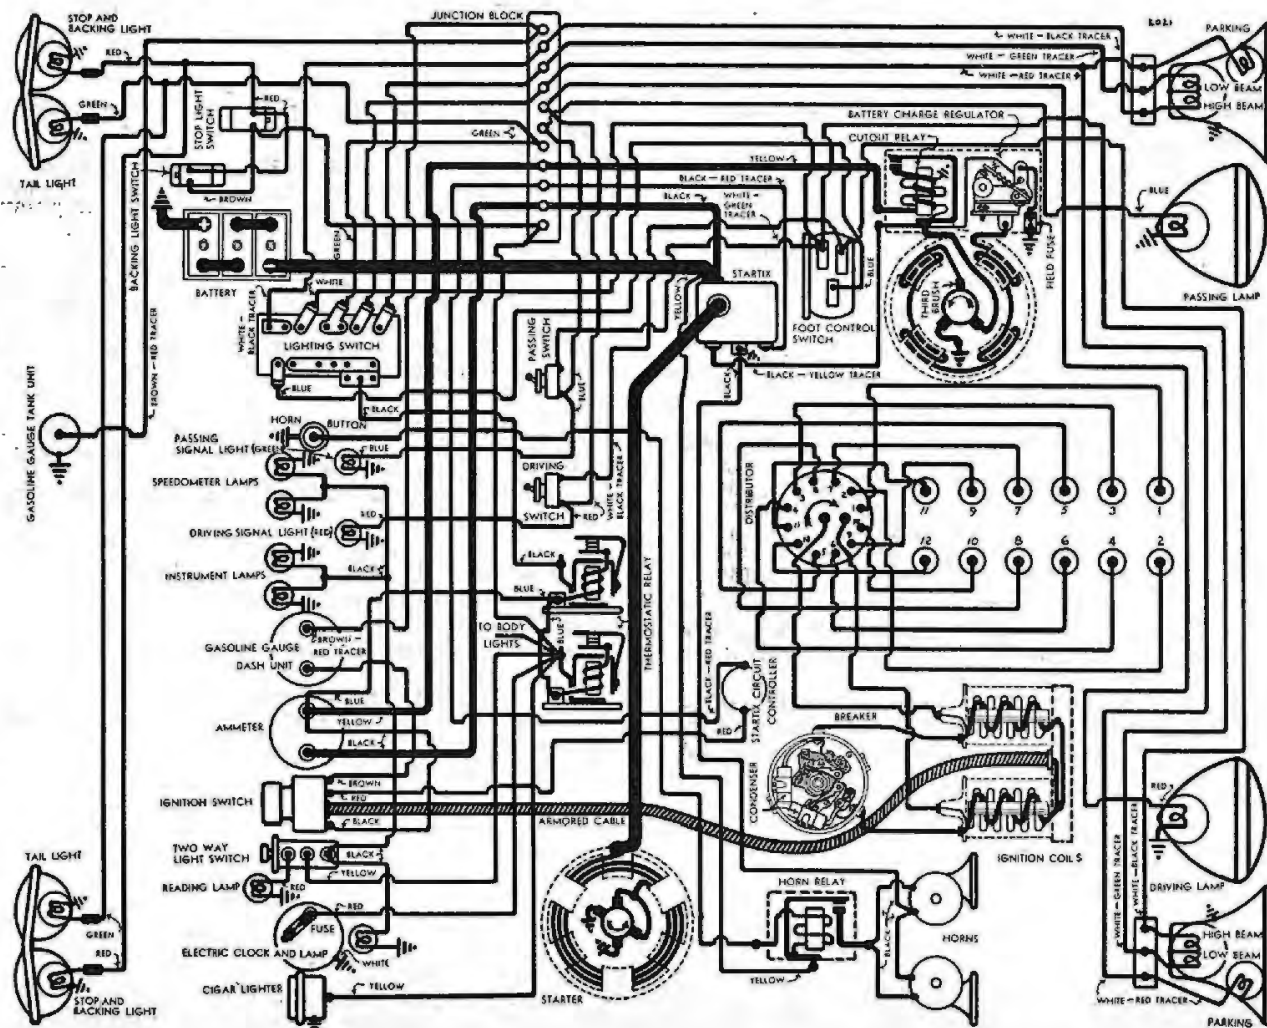 STOP AND
BACKING LIGHT
RED
GREEN
TAIL LIGHT
RED
STOP LIGHT
SWITCH
BROWN
BACKING LIGHT SWITCH
BATTERY
JUNCTION BLOCK
GREEN
YELLOW
BLACK-RED TRACER
BLACK
WHITE-
GREEN
TRACER
WHITE-BLACK TRACER
WHITE-GREEN TRACER
WHITE-RED TRACER
BATTERY CHARGE REGULATOR
CUTOUT RELAY
FIELD FUSE
THIRD
BRUSH
PARKING
LOW BEAM
HIGH BEAM
BLUE
PASSING LAMP
GREEN
WHITE
WHITE-
BLACK TRACER
LIGHTING SWITCH
BLUE
BLACK
BROWN-RED TRACER
YELLOW
STARTIX
FOOT CONTROL
SWITCH
BLUE
BLACK
BLACK-YELLOW TRACER
PASSING
SWITCH
BLUE
GASOLINE GAUGE TANK UNIT
HORN
BUTTON
PASSING
SIGNAL LIGHT (GREEN)
BLUE
SPEEDOMETER LAMPS
RED
DRIVING SIGNAL LIGHT (RED)
BLACK
INSTRUMENT LAMPS
DRIVING
SWITCH
RED
WHITE-
BLACK TRACER
BLACK
BLUE
TO BODY
LIGHTS
BLUE
THERMOSTATIC RELAY
DISTRIBUTOR
11 9 7 5 3 1
12 10 8 6 4 2
BROWN-
RED TRACER
GASOLINE GAUGE
DASH UNIT
BLUE
YELLOW
AMMETER
BLACK
BLACK-RED TRACER
RED
STARTIX CIRCUIT
CONTROLLER
BREAKER
CONDENSER
IGNITION COILS
BROWN
RED
IGNITION SWITCH
BLACK
ARMORED CABLE
TWO WAY
LIGHT SWITCH
BLACK
YELLOW
READING LAMP
RED
RED
FUSE
ELECTRIC CLOCK AND LAMP
WHITE
CIGAR LIGHTER
YELLOW
STARTER
HORN RELAY
YELLOW
BLACK
HORNS
RED
DRIVING LAMP
WHITE-GREEN TRACER
WHITE-BLACK TRACER
HIGH BEAM
LOW BEAM
WHITE-RED TRACER
PARKING
TAIL LIGHT
GREEN
RED
STOP AND
BACKING LIGHT